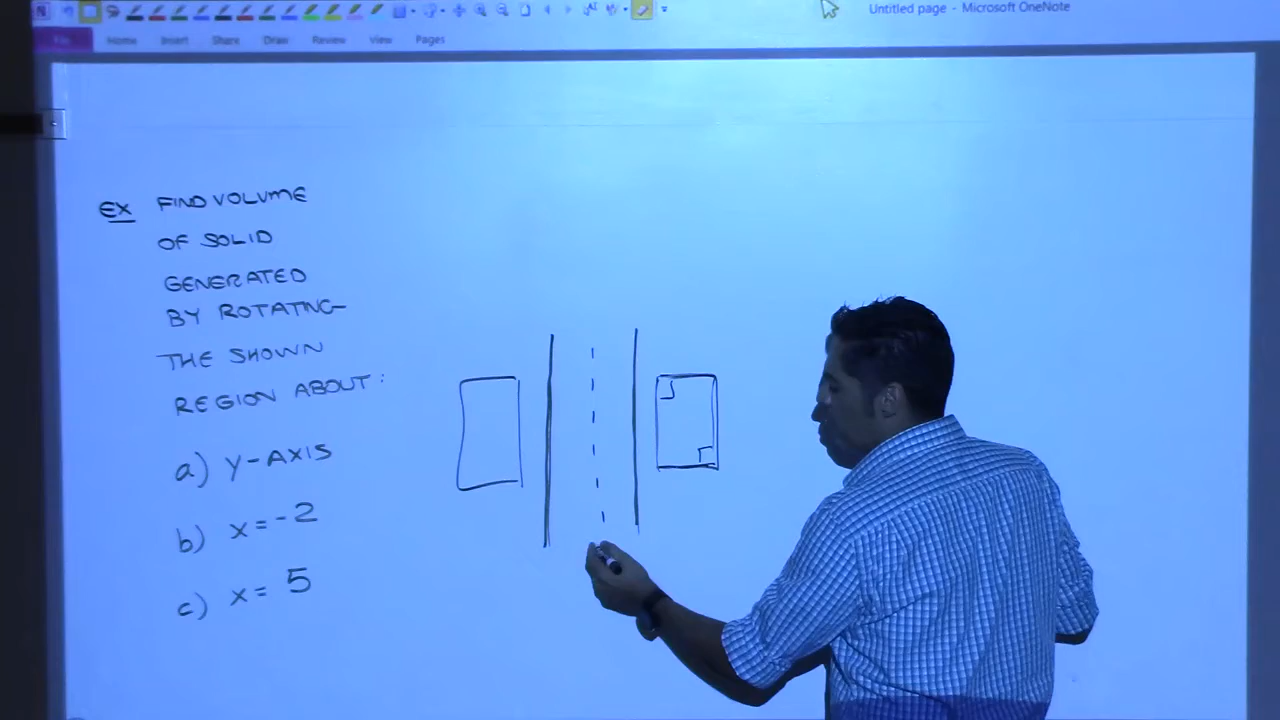 Untitled page - Microsoft OneNote
File Home Insert Share Draw Review View Pages
EX FIND VOLUME
OF SOLID
GENERATED
BY ROTATING
THE SHOWN
REGION ABOUT:
a) Y-AXIS
b) x = -2
c) x = 5